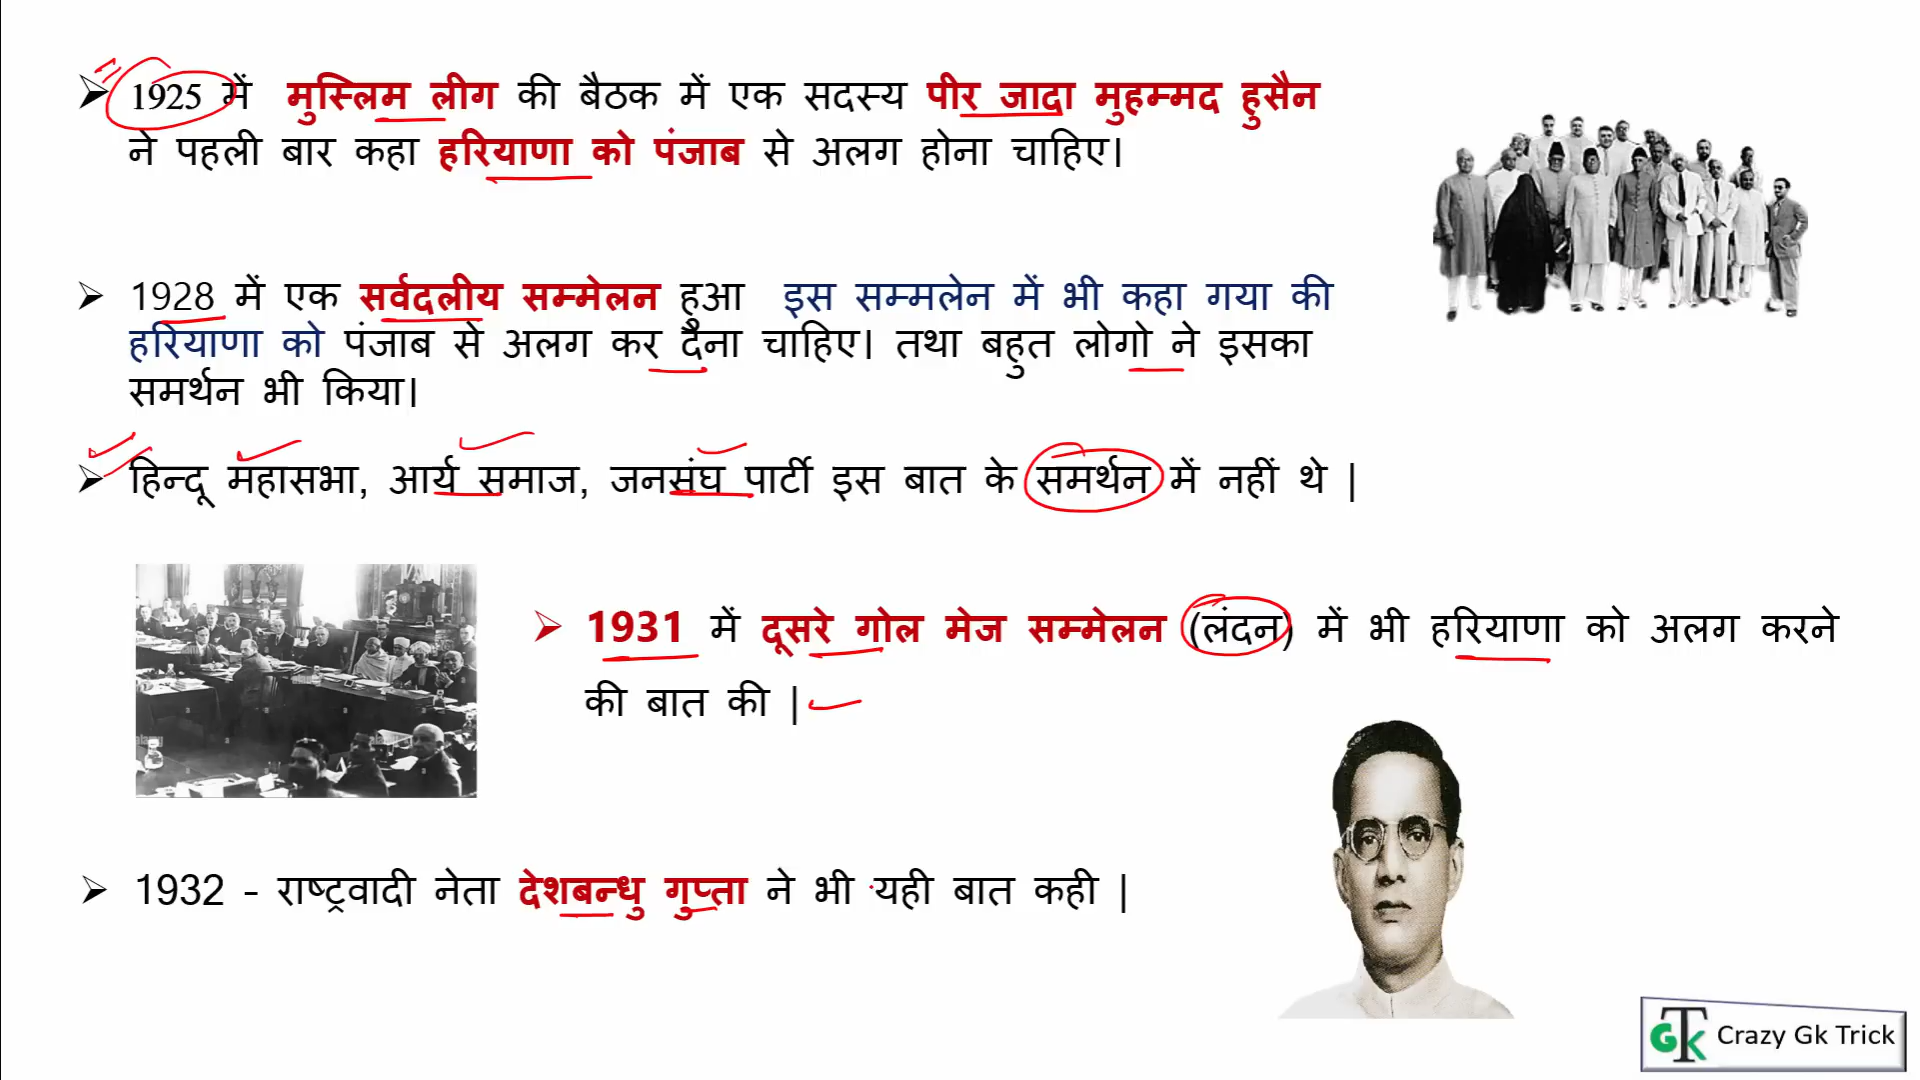 1925 में मुस्लिम लीग की बैठक में एक सदस्य पीर जादा मुहम्मद हुसैन
ने पहली बार कहा हरियाणा को पंजाब से अलग होना चाहिए।
1928 में एक सर्वदलीय सम्मेलन हुआ इस सम्मलेन में भी कहा गया की
हरियाणा को पंजाब से अलग कर देना चाहिए। तथा बहुत लोगो ने इसका
समर्थन भी किया।
हिन्दू महासभा, आर्य समाज, जनसंघ पार्टी इस बात के समर्थन में नहीं थे |
1931 में दूसरे गोल मेज सम्मेलन (लंदन) में भी हरियाणा को अलग करने
की बात की |
1932 - राष्ट्रवादी नेता देशबन्धु गुप्ता ने भी यही बात कही |
GTK Crazy Gk Trick